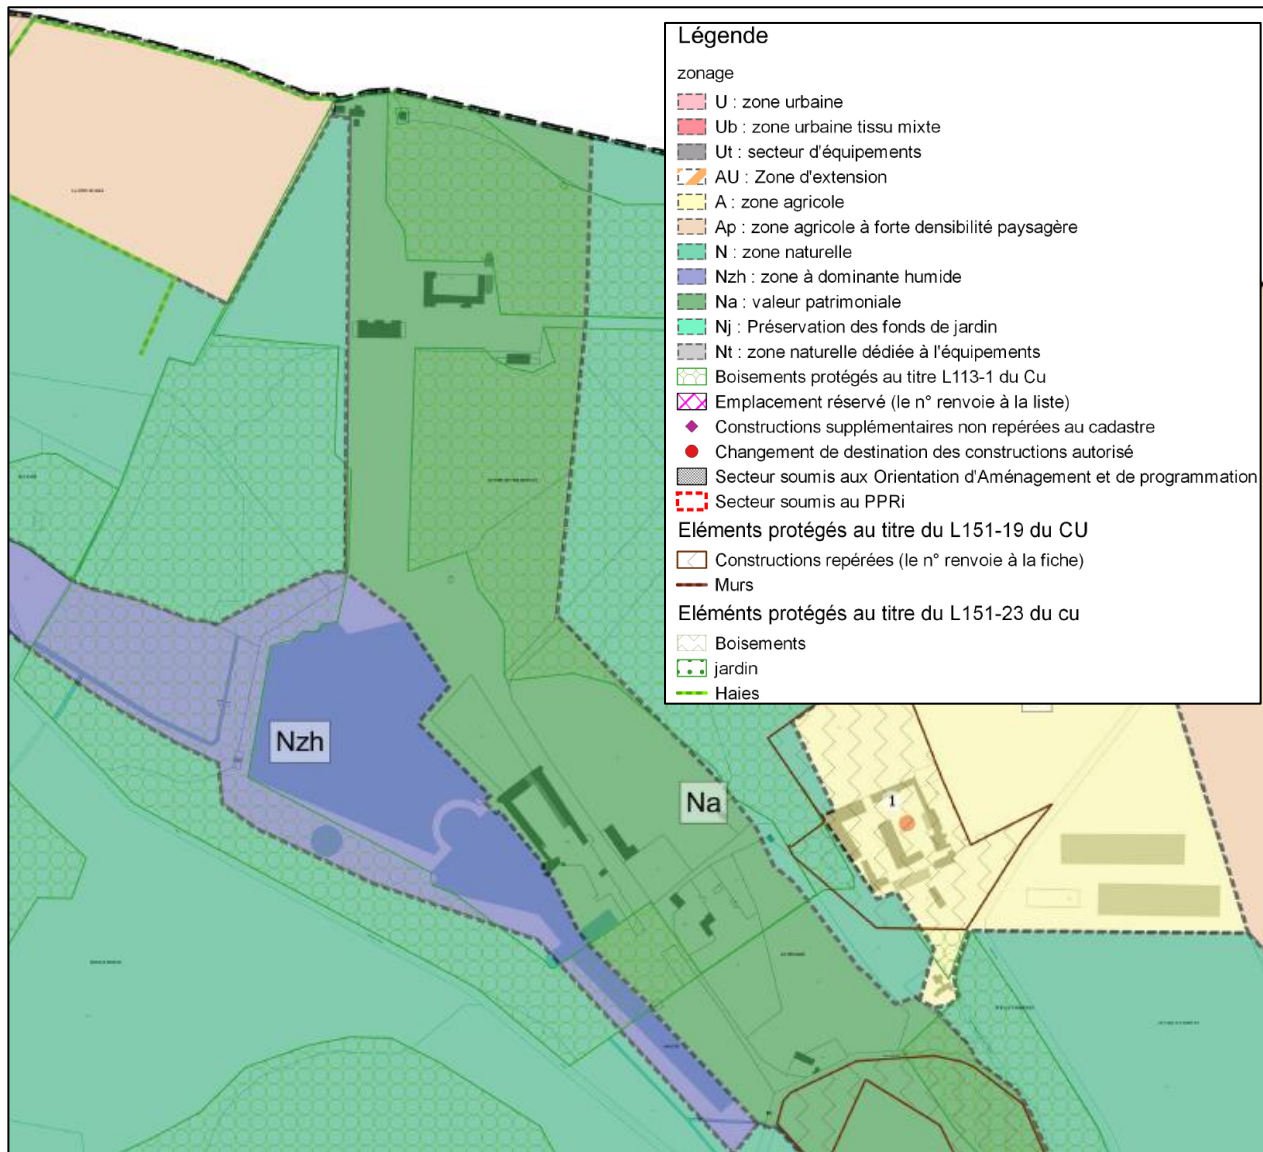 Légende
zonage
U : zone urbaine
Ub : zone urbaine tissu mixte
Ut : secteur d'équipements
AU : Zone d'extension
A : zone agricole
Ap : zone agricole à forte densibilité paysagère
N : zone naturelle
Nzh : zone à dominante humide
Na : valeur patrimoniale
Nj : Préservation des fonds de jardin
Nt : zone naturelle dédiée à l'équipements
Boisements protégés au titre L113-1 du Cu
Emplacement réservé (le n° renvoie à la liste)
Constructions supplémentaires non repérées au cadastre
Changement de destination des constructions autorisé
Secteur soumis aux Orientation d'Aménagement et de programmation
Secteur soumis au PPRi
Eléments protégés au titre du L151-19 du CU
Constructions repérées (le n° renvoie à la fiche)
Murs
Eléménts protégés au titre du L151-23 du cu
Boisements
jardin
Haies
Nzh
Na
1